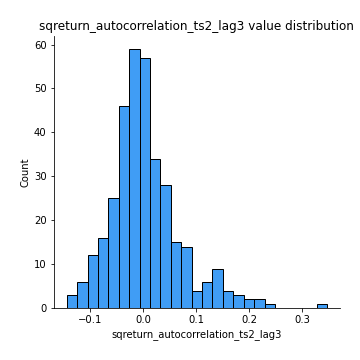 sqreturn_autocorrelation_ts2_lag3 value distribution
60
50
40
30
20
10
0
Count
−0.1 0.0 0.1 0.2 0.3
sqreturn_autocorrelation_ts2_lag3